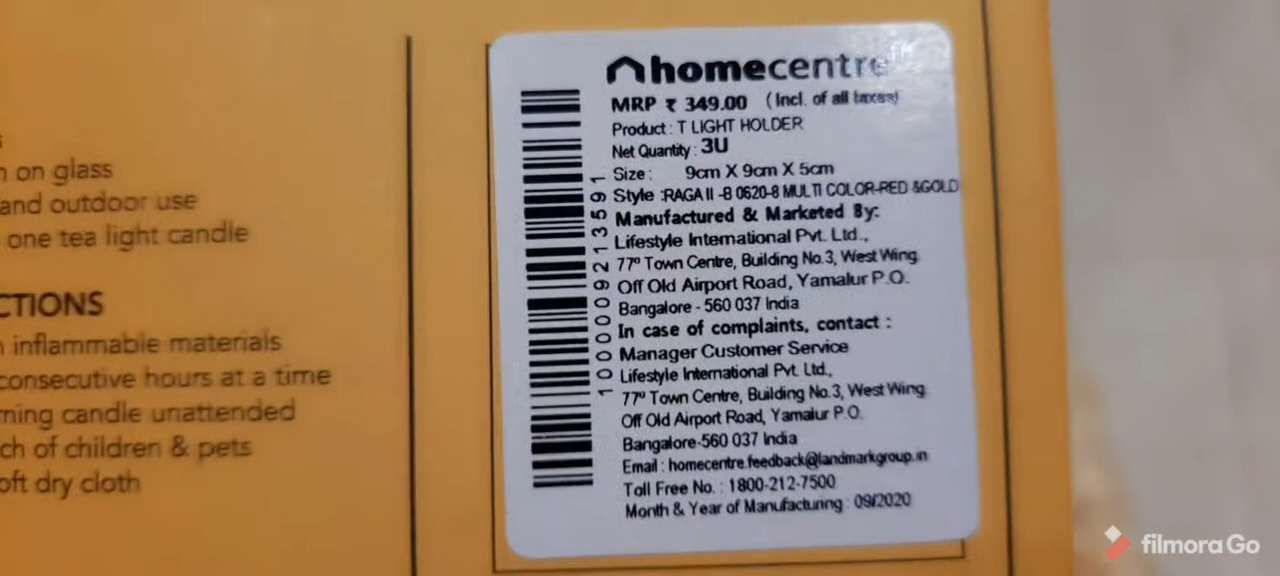 on glass
and outdoor use
one tea light candle
CTIONS
inflammable materials
consecutive hours at a time
ning candle unattended
ch of children & pets
oft dry cloth
homecentre
MRP ₹ 349.00 (Incl. of all taxes)
Product : T LIGHT HOLDER
Net Quantity : 3U
Size : 9cm X 9cm X 5cm
Style :RAGA II -B 0620-8 MULTI COLOR-RED &GOLD
Manufactured & Marketed By:
Lifestyle International Pvt. Ltd.,
77º Town Centre, Building No.3, West Wing
Off Old Airport Road, Yamalur P.O.
Bangalore - 560 037 India
In case of complaints, contact :
Manager Customer Service
Lifestyle International Pvt. Ltd.,
77º Town Centre, Building No.3, West Wing
Off Old Airport Road, Yamalur P.O.
Bangalore-560 037 India
Email : homecentre.feedback@landmarkgroup.in
Toll Free No. : 1800-212-7500
Month & Year of Manufacturing : 09/2020
1000009213591
filmoraGo